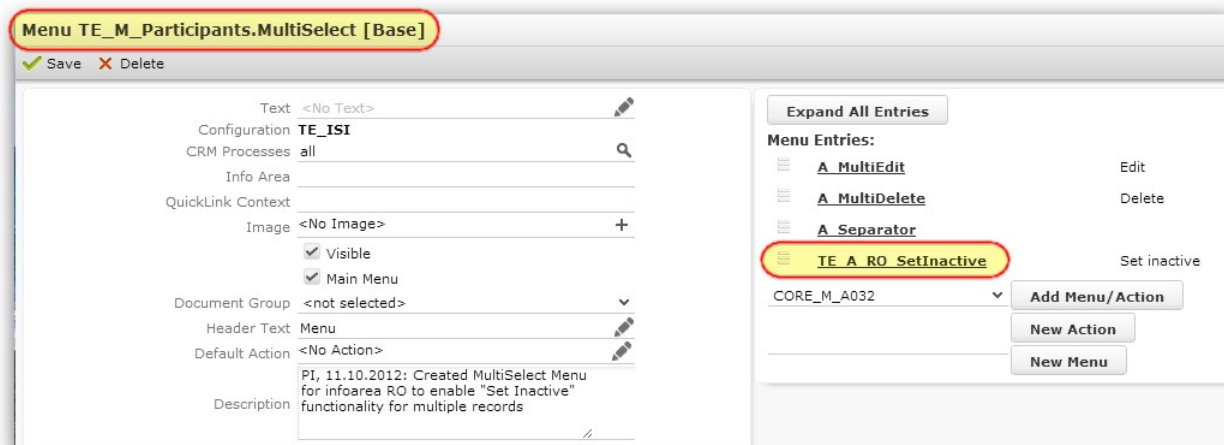 Menu TE_M_Participants.MultiSelect [Base]
Save Delete
Text <No Text>
Configuration TE_ISI
CRM Processes all
Info Area
QuickLink Context
Image <No Image>
Visible
Main Menu
Document Group <not selected>
Header Text Menu
Default Action <No Action>
Description PI, 11.10.2012: Created MultiSelect Menu
for infoarea RO to enable "Set Inactive"
functionality for multiple records
Expand All Entries
Menu Entries:
A_MultiEdit Edit
A_MultiDelete Delete
A_Separator
TE_A_RO_SetInactive Set inactive
CORE_M_A032 Add Menu/Action
New Action
New Menu